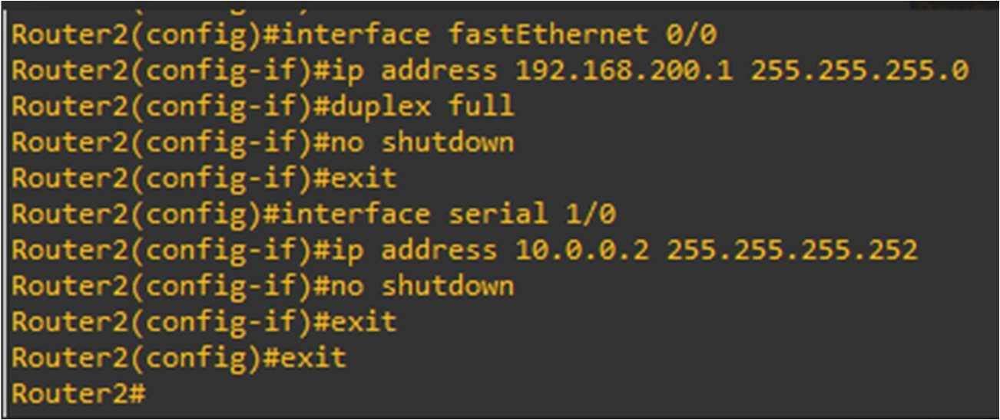 Router2(config)#interface fastEthernet 0/0
Router2(config-if)#ip address 192.168.200.1 255.255.255.0
Router2(config-if)#duplex full
Router2(config-if)#no shutdown
Router2(config-if)#exit
Router2(config)#interface serial 1/0
Router2(config-if)#ip address 10.0.0.2 255.255.255.252
Router2(config-if)#no shutdown
Router2(config-if)#exit
Router2(config)#exit
Router2#